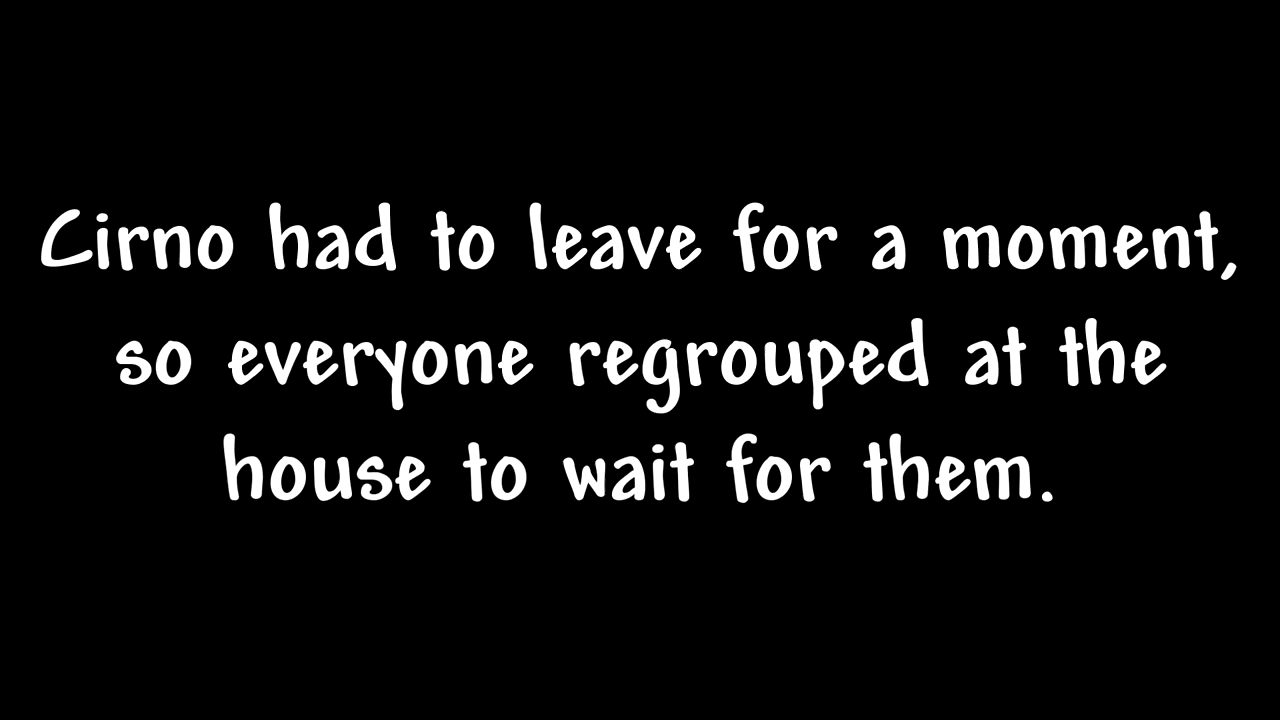 Cirno had to leave for a moment,
so everyone regrouped at the
house to wait for them.